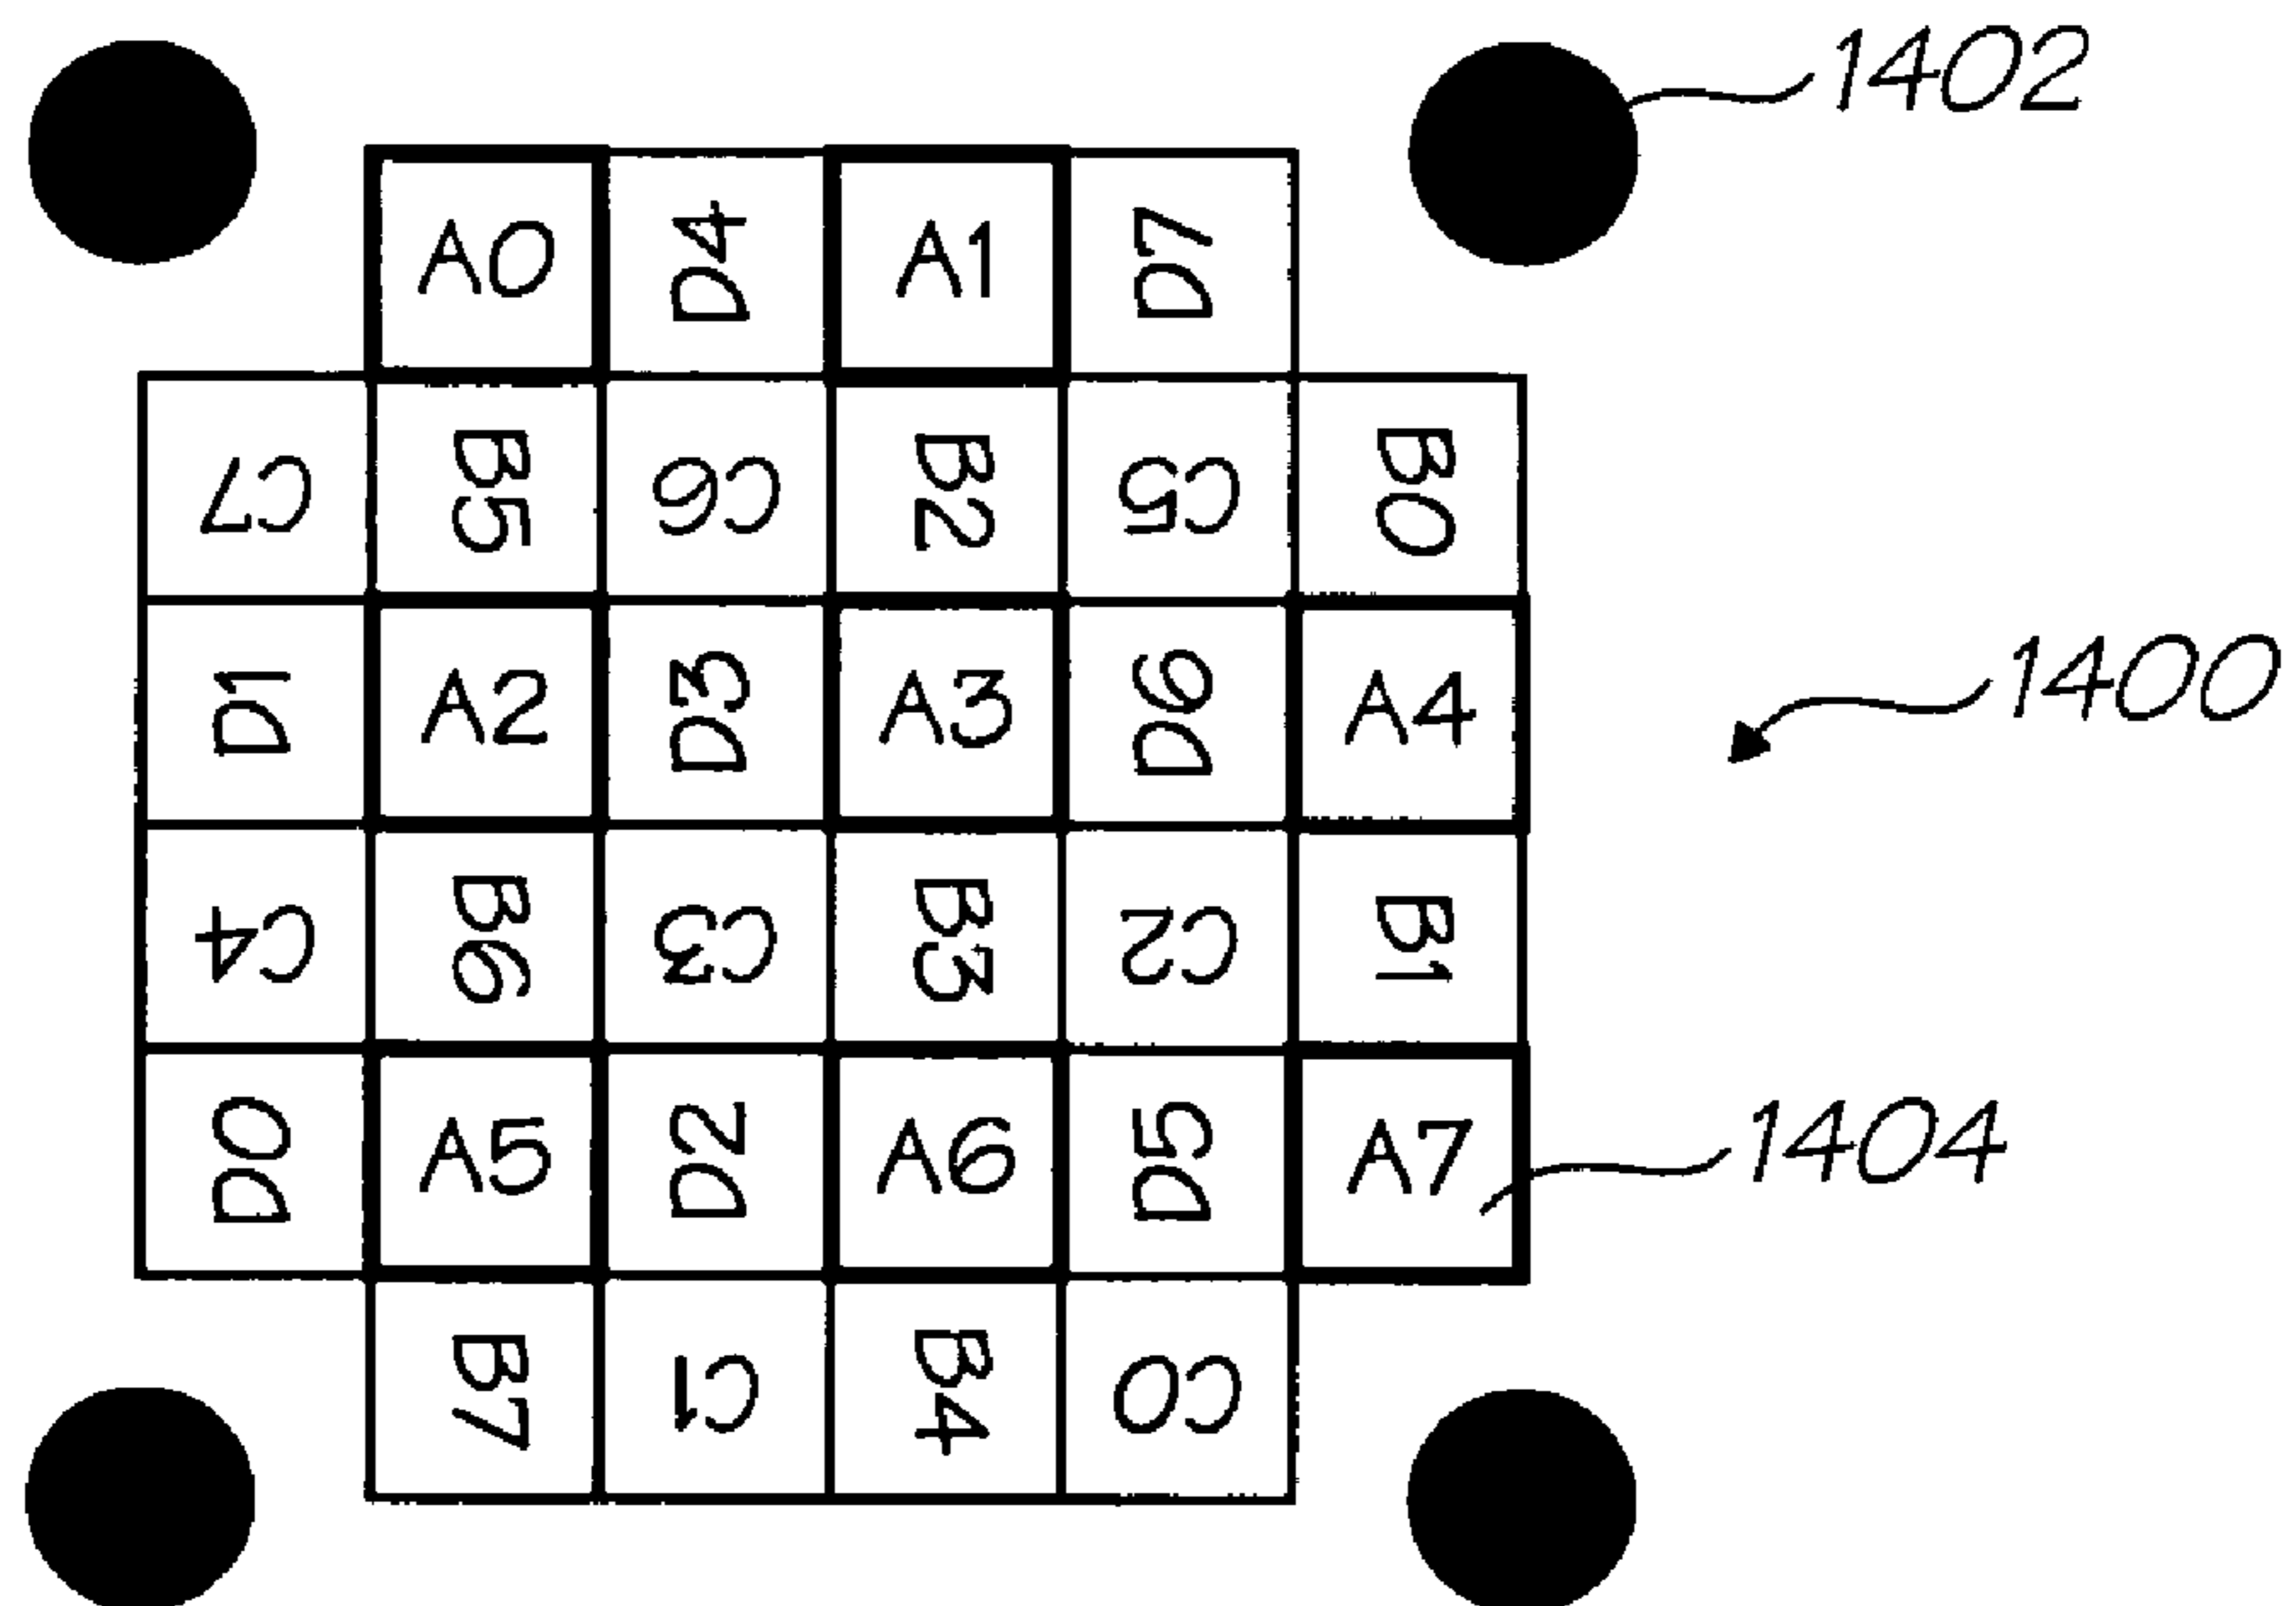 1402
A0 D4 A1 D7
C7 B5 C6 B2 C5 B0
D1 A2 D3 A3 D6 A4
1400
C4 B6 C3 B3 C2 B1
D0 A5 D2 A6 D5 A7
1404
B7 C1 B4 C0